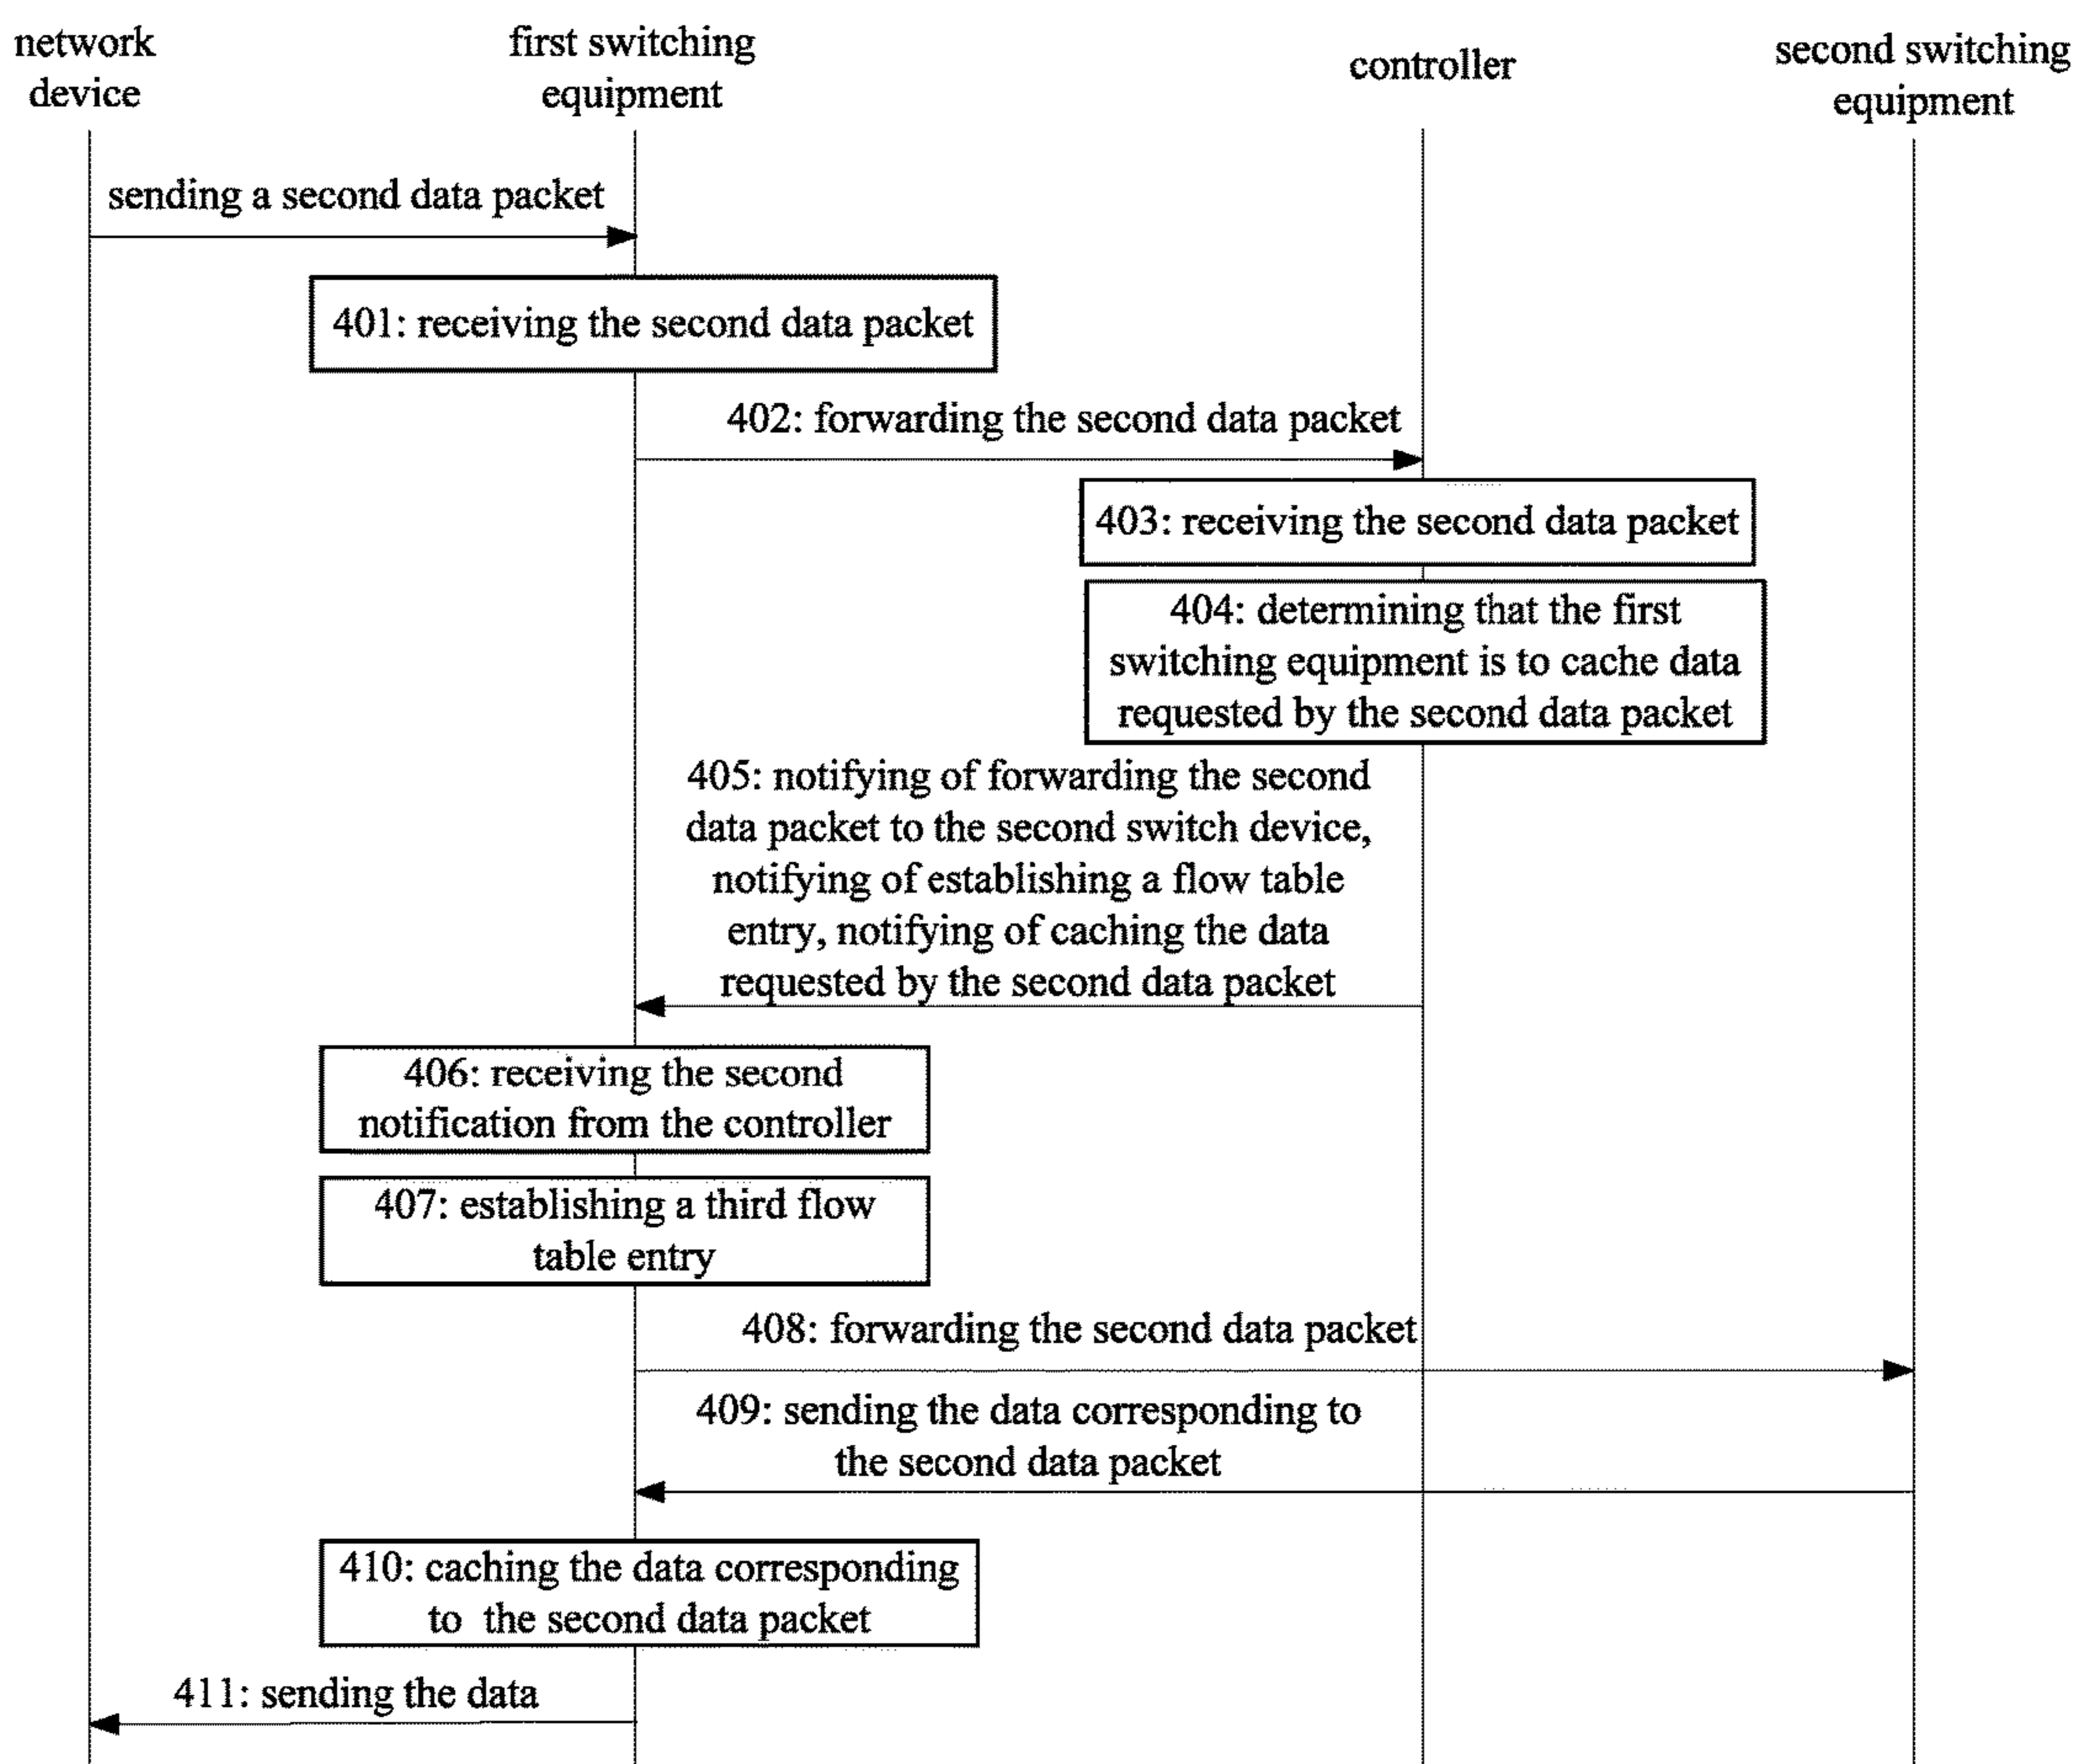 network
device
first switching
equipment
controller
second switching
equipment
sending a second data packet
401: receiving the second data packet
402: forwarding the second data packet
403: receiving the second data packet
404: determining that the first
switching equipment is to cache data
requested by the second data packet
405: notifying of forwarding the second
data packet to the second switch device,
notifying of establishing a flow table
entry, notifying of caching the data
requested by the second data packet
406: receiving the second
notification from the controller
407: establishing a third flow
table entry
408: forwarding the second data packet
409: sending the data corresponding to
the second data packet
410: caching the data corresponding
to the second data packet
411: sending the data